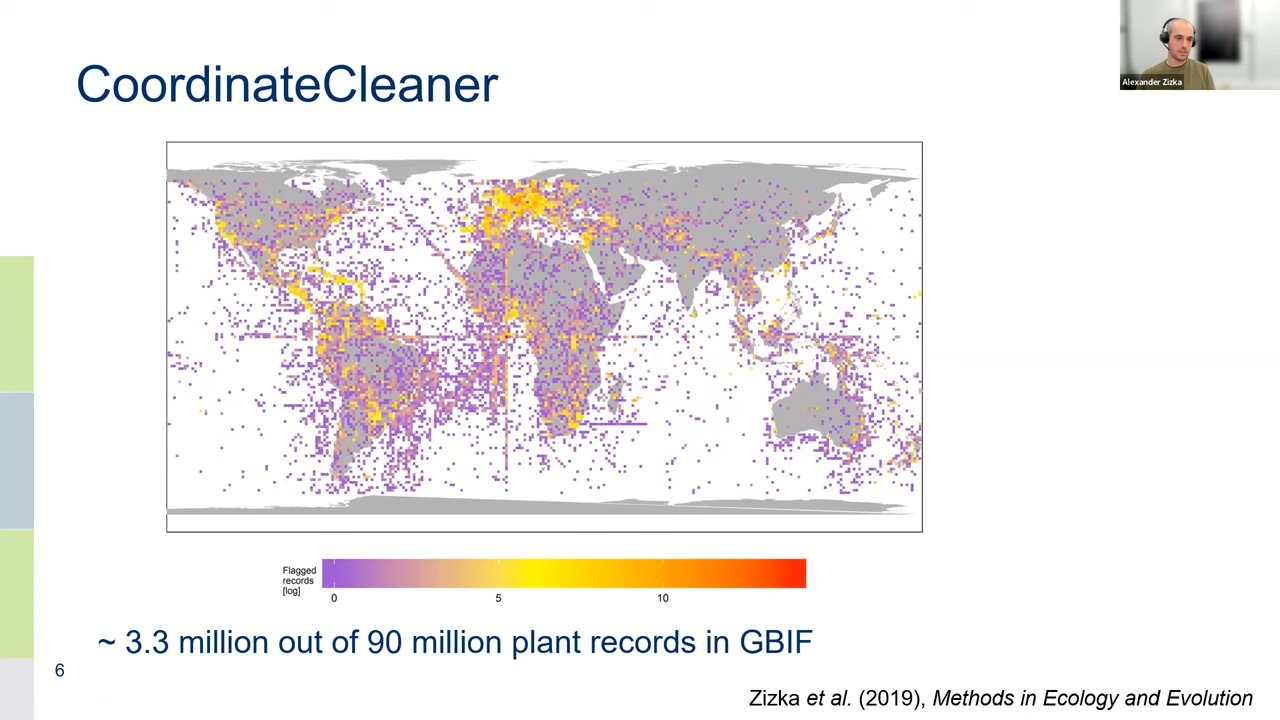 CoordinateCleaner
Alexander Zizka
Flagged
records
[log]
0 5 10
~ 3.3 million out of 90 million plant records in GBIF
6
Zizka et al. (2019), Methods in Ecology and Evolution